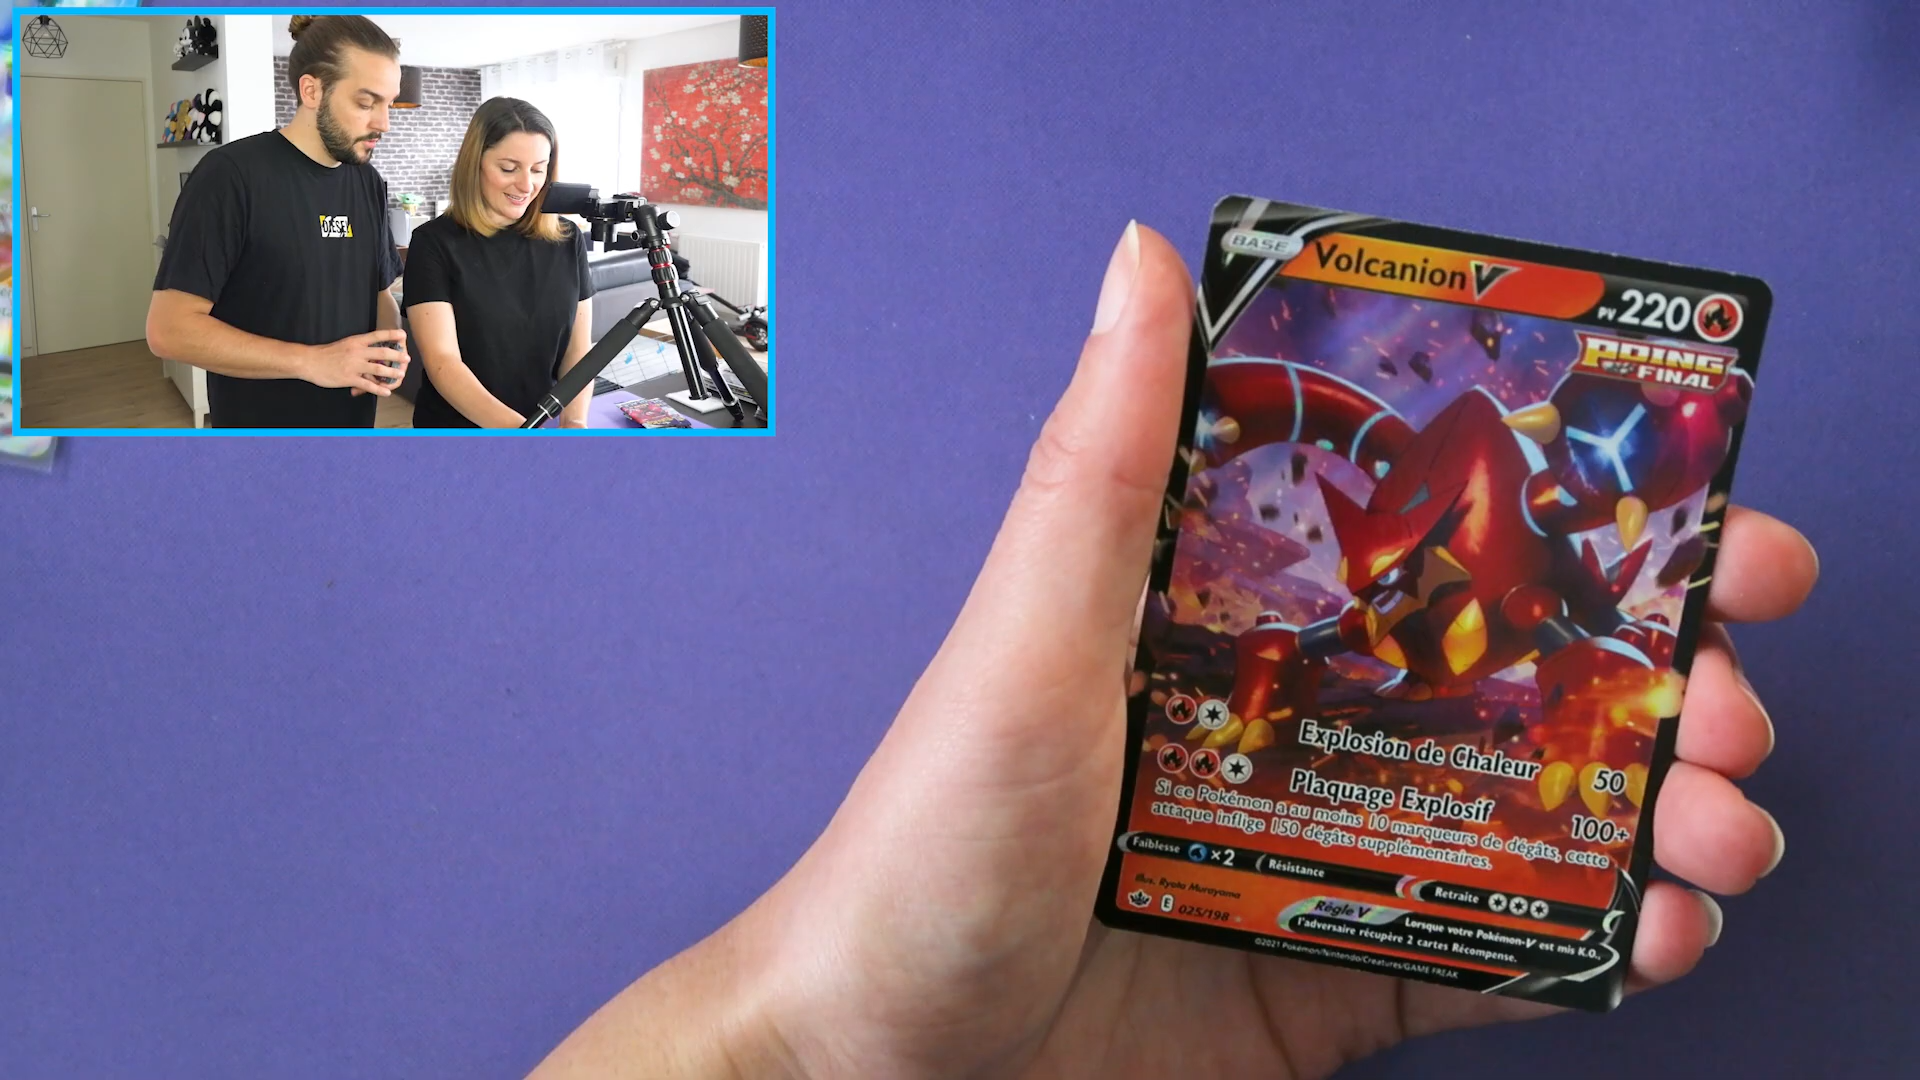 DIESEL
BASE
Volcanion V
PV 220
POING
FINAL
Explosion de Chaleur 50
Plaquage Explosif 100+
Si ce Pokémon a au moins 10 marqueurs de dégâts, cette
attaque inflige 150 dégâts supplémentaires.
Faiblesse ×2 Résistance Retraite
Illus. Ryota Murayama
E 025/198
Règle V Lorsque votre Pokémon-V est mis K.O.,
l'adversaire récupère 2 cartes Récompense.
©2021 Pokémon/Nintendo/Creatures/GAME FREAK